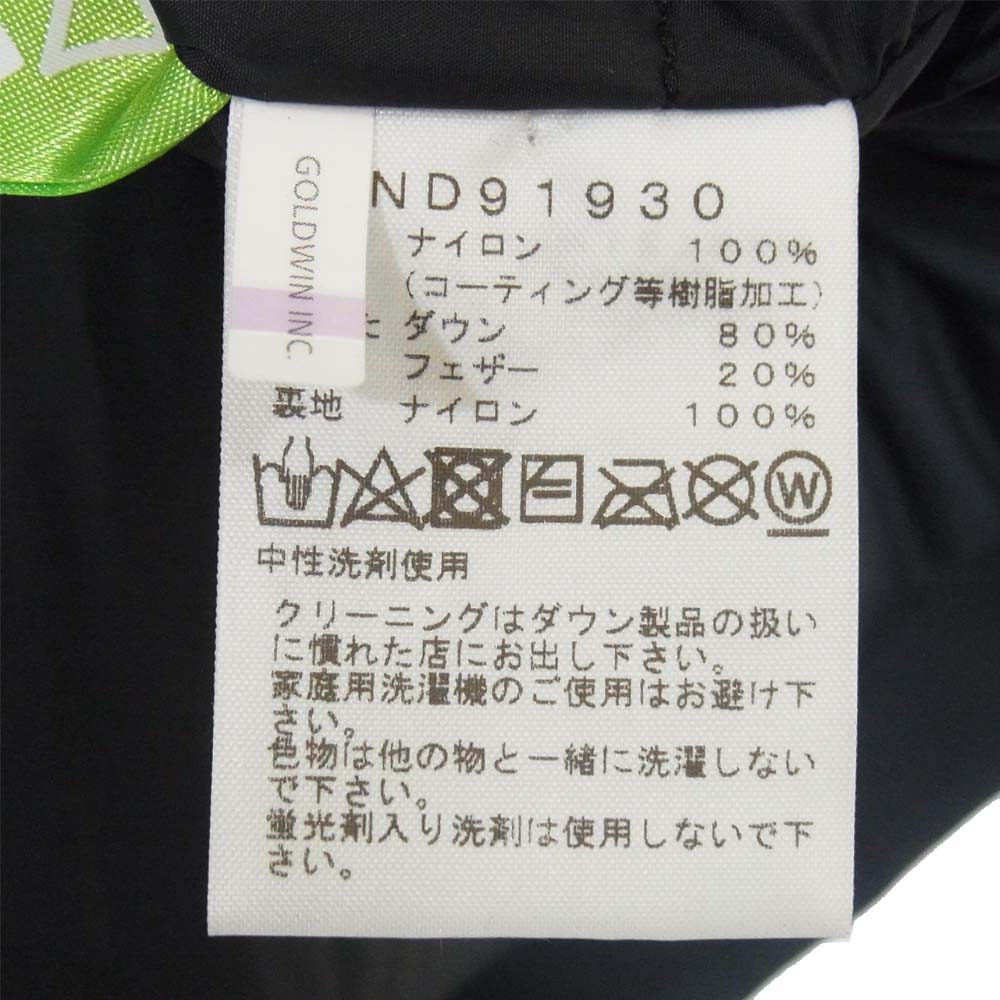 GOLDWIN INC
ND91930
ナイロン 100%
(コーティング等樹脂加工)
た ダウン 80%
フェザー 20%
裏地 ナイロン 100%
W
中性洗剤使用
クリーニングはダウン製品の扱い
に慣れた店にお出し下さい。
家庭用洗濯機のご使用はお避け下
さい。
色物は他の物と一緒に洗濯しない
で下さい。
蛍光剤入り洗剤は使用しないで下
さい。